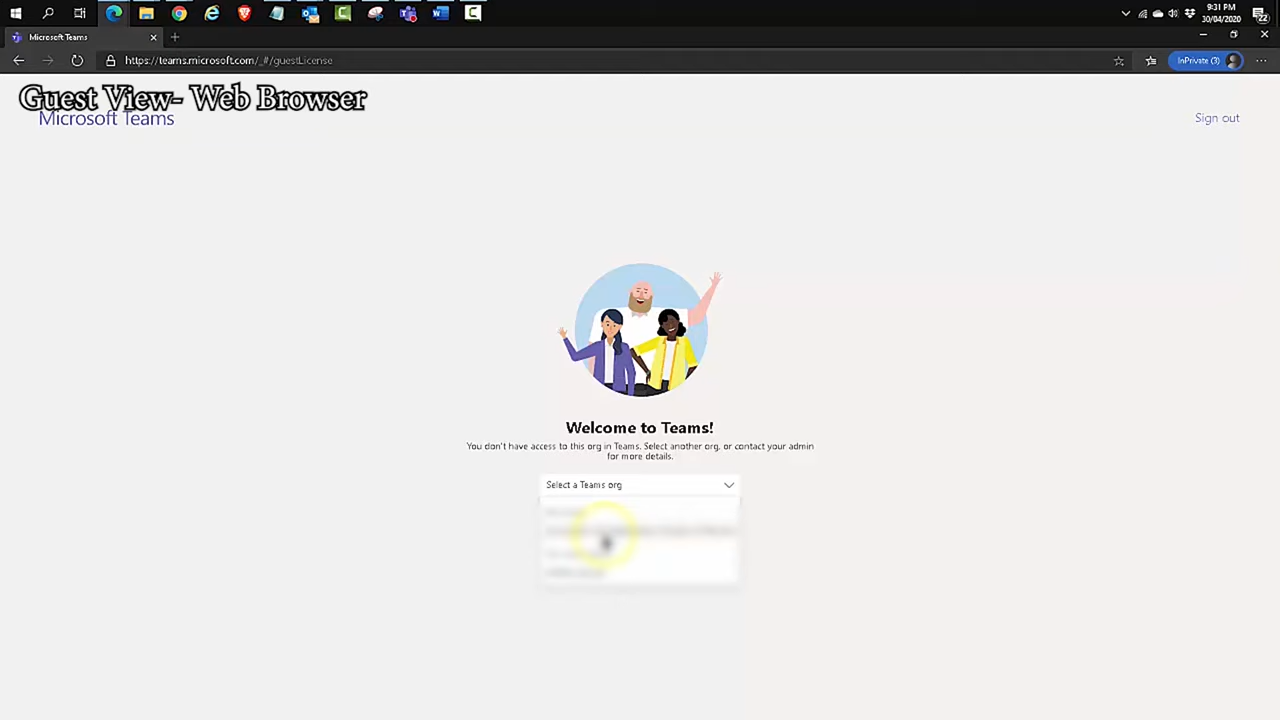 9:31 PM
30/04/2020
22
Microsoft Teams
https://teams.microsoft.com/_#/guestLicense
InPrivate (3)
Guest View- Web Browser
Microsoft Teams
Sign out
Welcome to Teams!
You don't have access to this org in Teams. Select another org, or contact your admin
for more details.
Select a Teams org